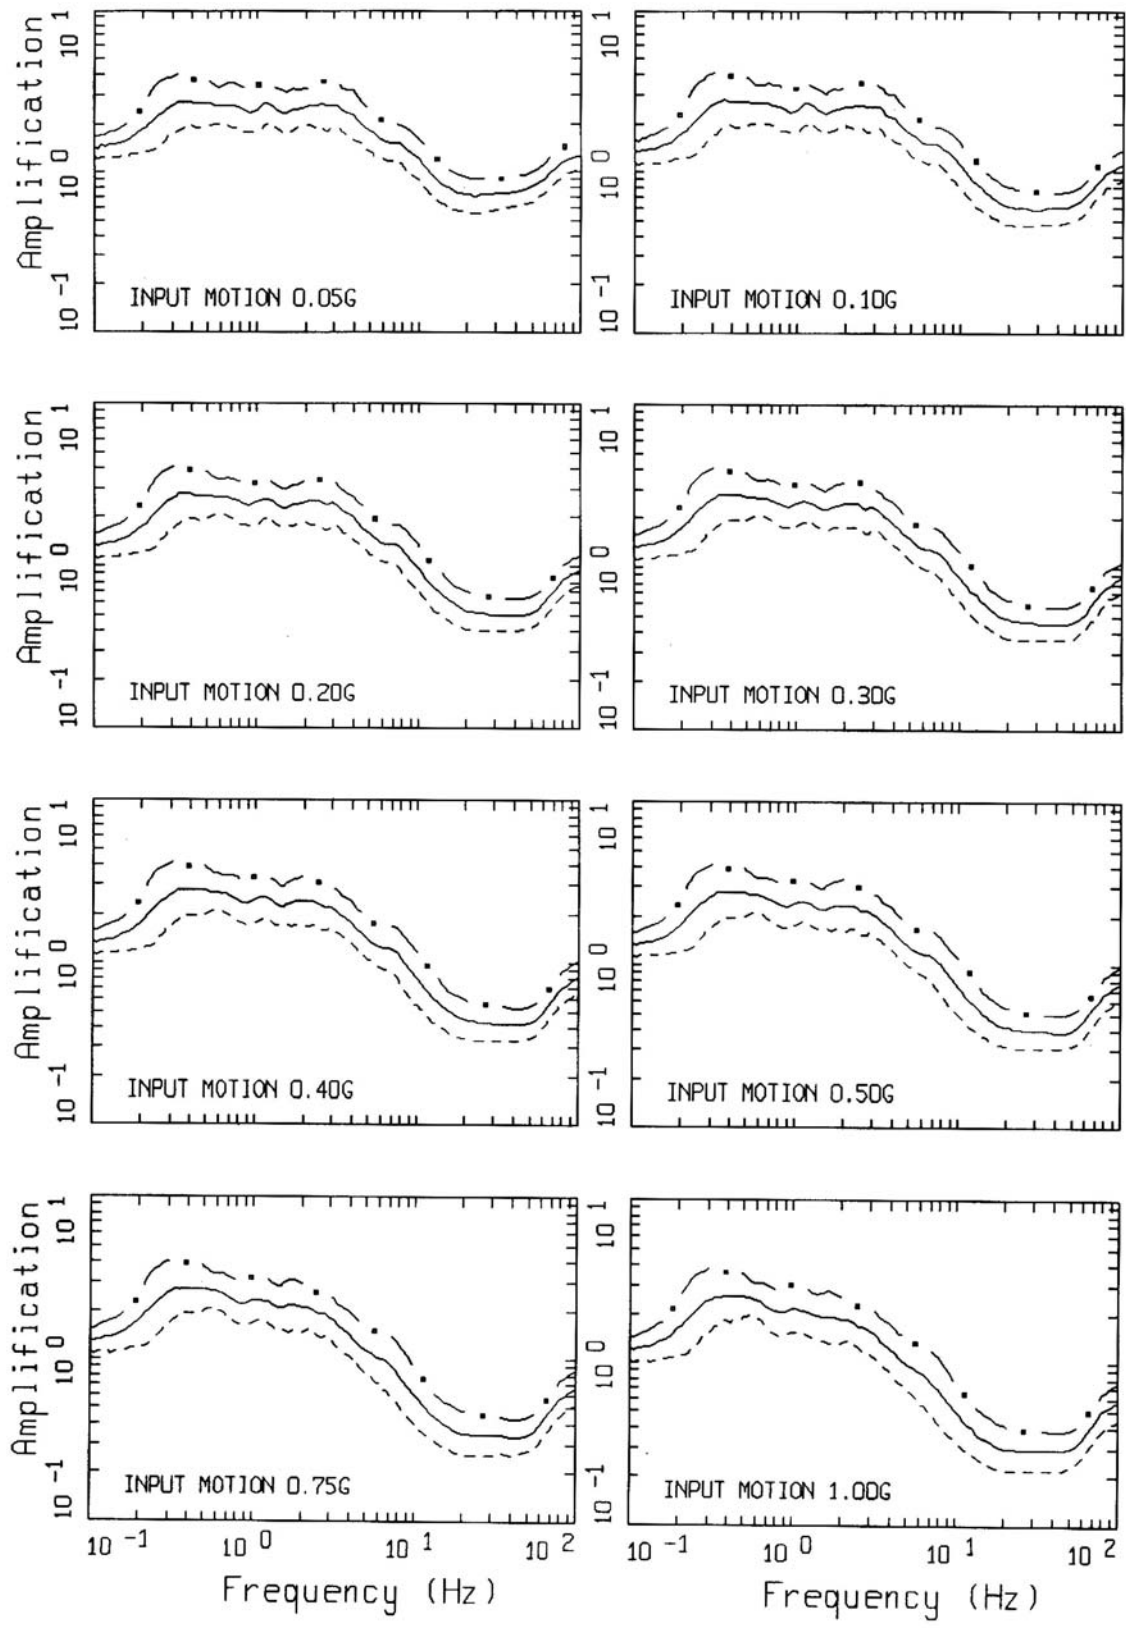 Amplification
10 1
10 0
10 -1
INPUT MOTION 0.05G
10 1
10 0
10 -1
INPUT MOTION 0.10G
Amplification
10 1
10 0
10 -1
INPUT MOTION 0.20G
10 1
10 0
10 -1
INPUT MOTION 0.30G
Amplification
10 1
10 0
10 -1
INPUT MOTION 0.40G
10 1
10 0
10 -1
INPUT MOTION 0.50G
Amplification
10 1
10 0
10 -1
INPUT MOTION 0.75G
10 1
10 0
10 -1
INPUT MOTION 1.00G
10 -1 10 0 10 1 10 2
10 -1 10 0 10 1 10 2
Frequency (Hz)
Frequency (Hz)